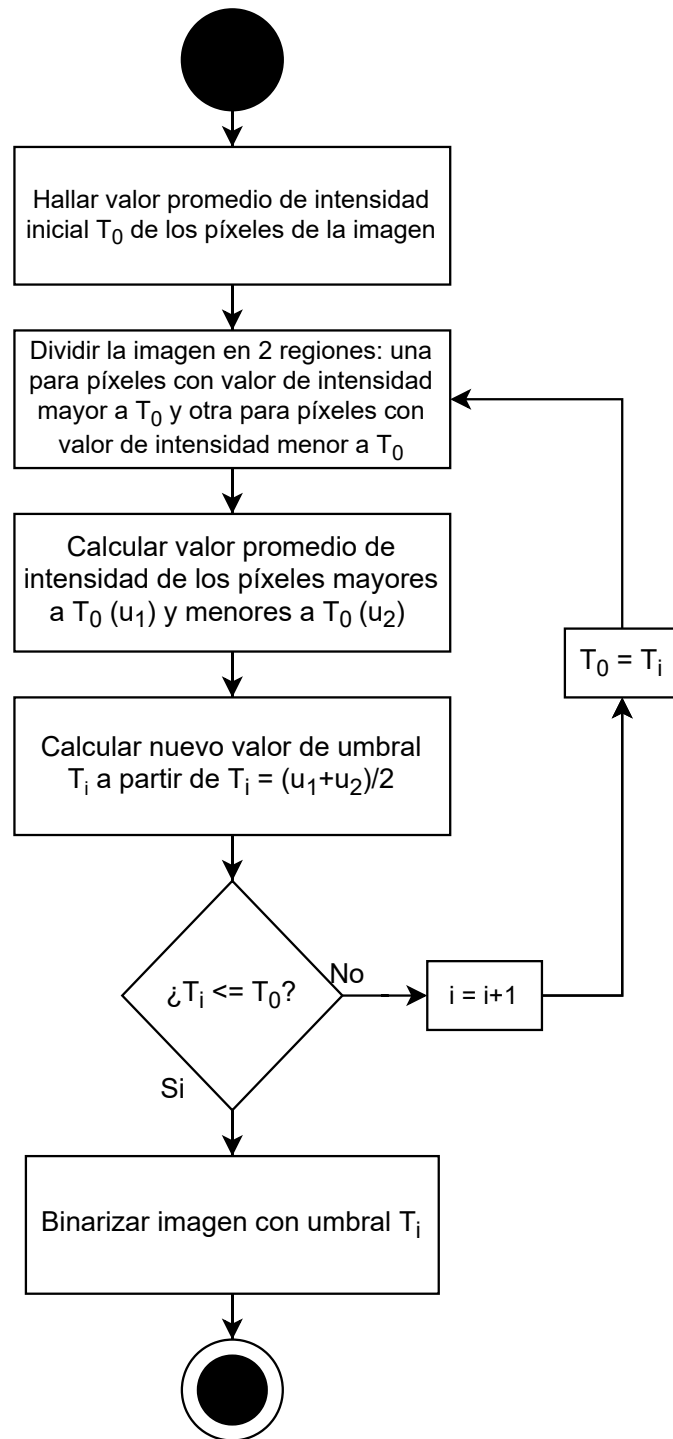 Hallar valor promedio de intensidad
inicial T₀ de los píxeles de la imagen
Dividir la imagen en 2 regiones: una
para píxeles con valor de intensidad
mayor a T₀ y otra para píxeles con
valor de intensidad menor a T₀
Calcular valor promedio de
intensidad de los píxeles mayores
a T₀ (u₁) y menores a T₀ (u₂)
T₀ = Tᵢ
Calcular nuevo valor de umbral
Tᵢ a partir de Tᵢ = (u₁+u₂)/2
¿Tᵢ <= T₀?
No
i = i+1
Si
Binarizar imagen con umbral Tᵢ